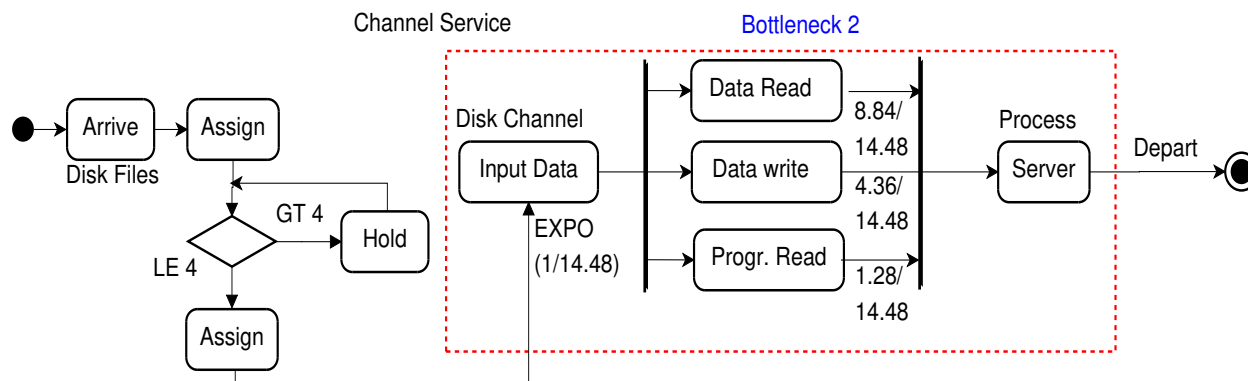 Channel Service
Bottleneck 2
Arrive
Disk Files
Assign
GT 4
LE 4
Hold
Assign
Disk Channel
Input Data
EXPO
(1/14.48)
Data Read
8.84/
14.48
Data write
4.36/
14.48
Progr. Read
1.28/
14.48
Process
Server
Depart